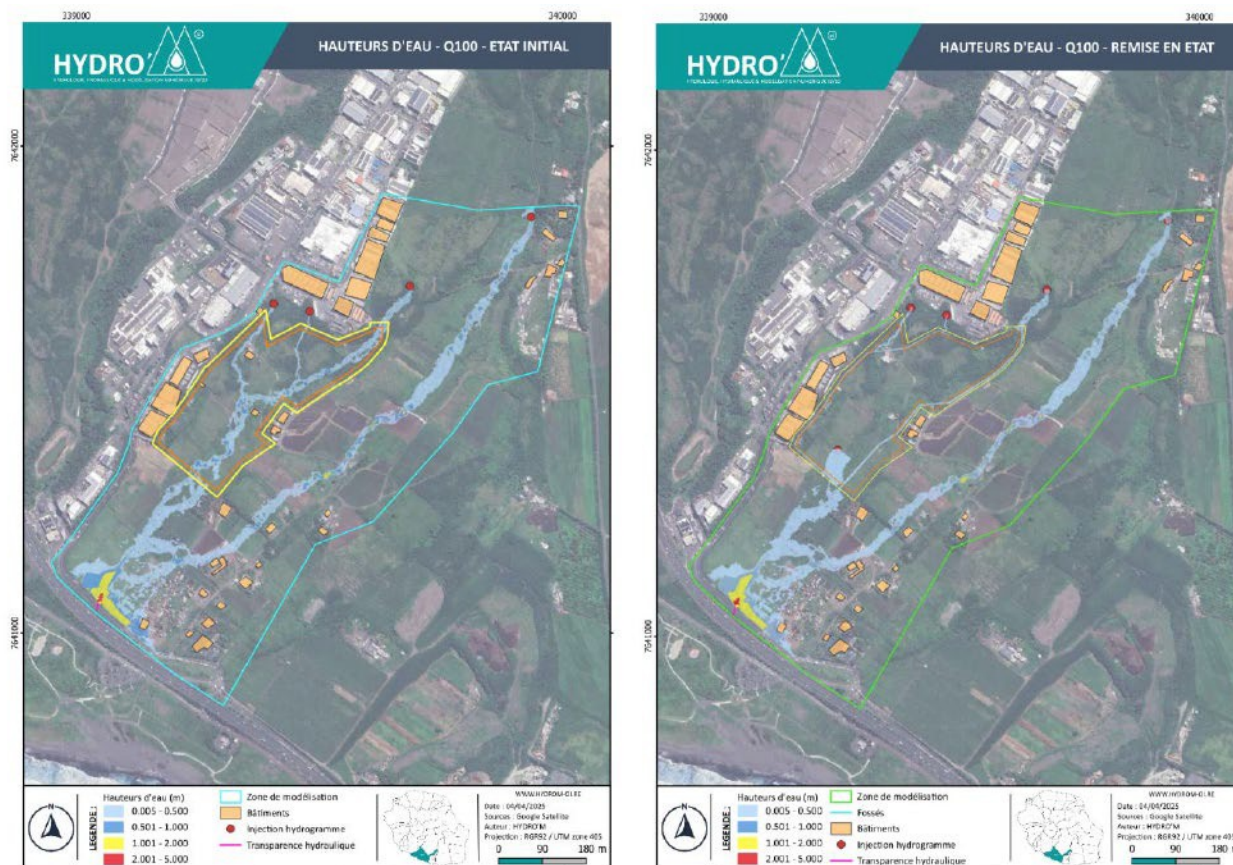 339000 340000
HYDRO'
HAUTEURS D'EAU - Q100 - ETAT INITIAL
7642000
7641000
N
LEGENDE :
Hauteurs d'eau (m)
0.005 - 0.500
0.501 - 1.000
1.001 - 2.000
2.001 - 5.000
Zone de modélisation
Bâtiments
Injection hydrogramme
Transparence hydraulique
Date : 04/04/2025
Sources : Google Satellite
Auteur : HYDRO'M
0 90 180 m
339000 340000
HYDRO'
HAUTEURS D'EAU - Q100 - REMISE EN ETAT
7642000
7641000
N
LEGENDE :
Hauteurs d'eau (m)
0.005 - 0.500
0.501 - 1.000
1.001 - 2.000
2.001 - 5.000
Zone de modélisation
Fossés
Bâtiments
Injection hydrogramme
Transparence hydraulique
Date : 04/04/2025
Sources : Google Satellite
Auteur : HYDRO'M
0 90 180 m